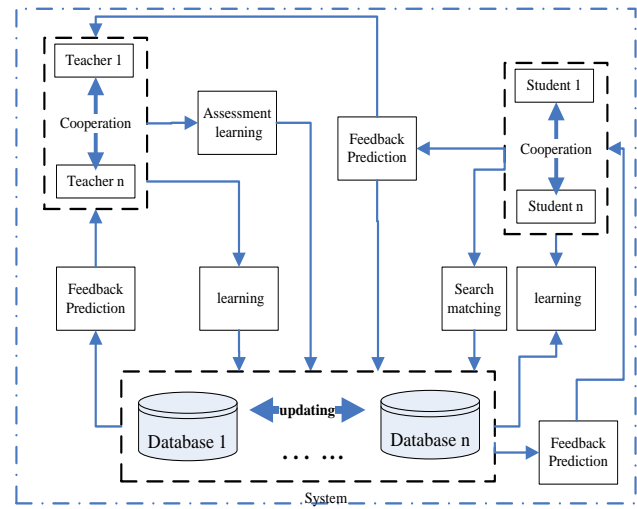 Teacher 1
Cooperation
Teacher n
Assessment
learning
Feedback
Prediction
Student 1
Cooperation
Student n
Feedback
Prediction
learning
Search
matching
learning
Database 1
updating
Database n
... ...
Feedback
Prediction
System